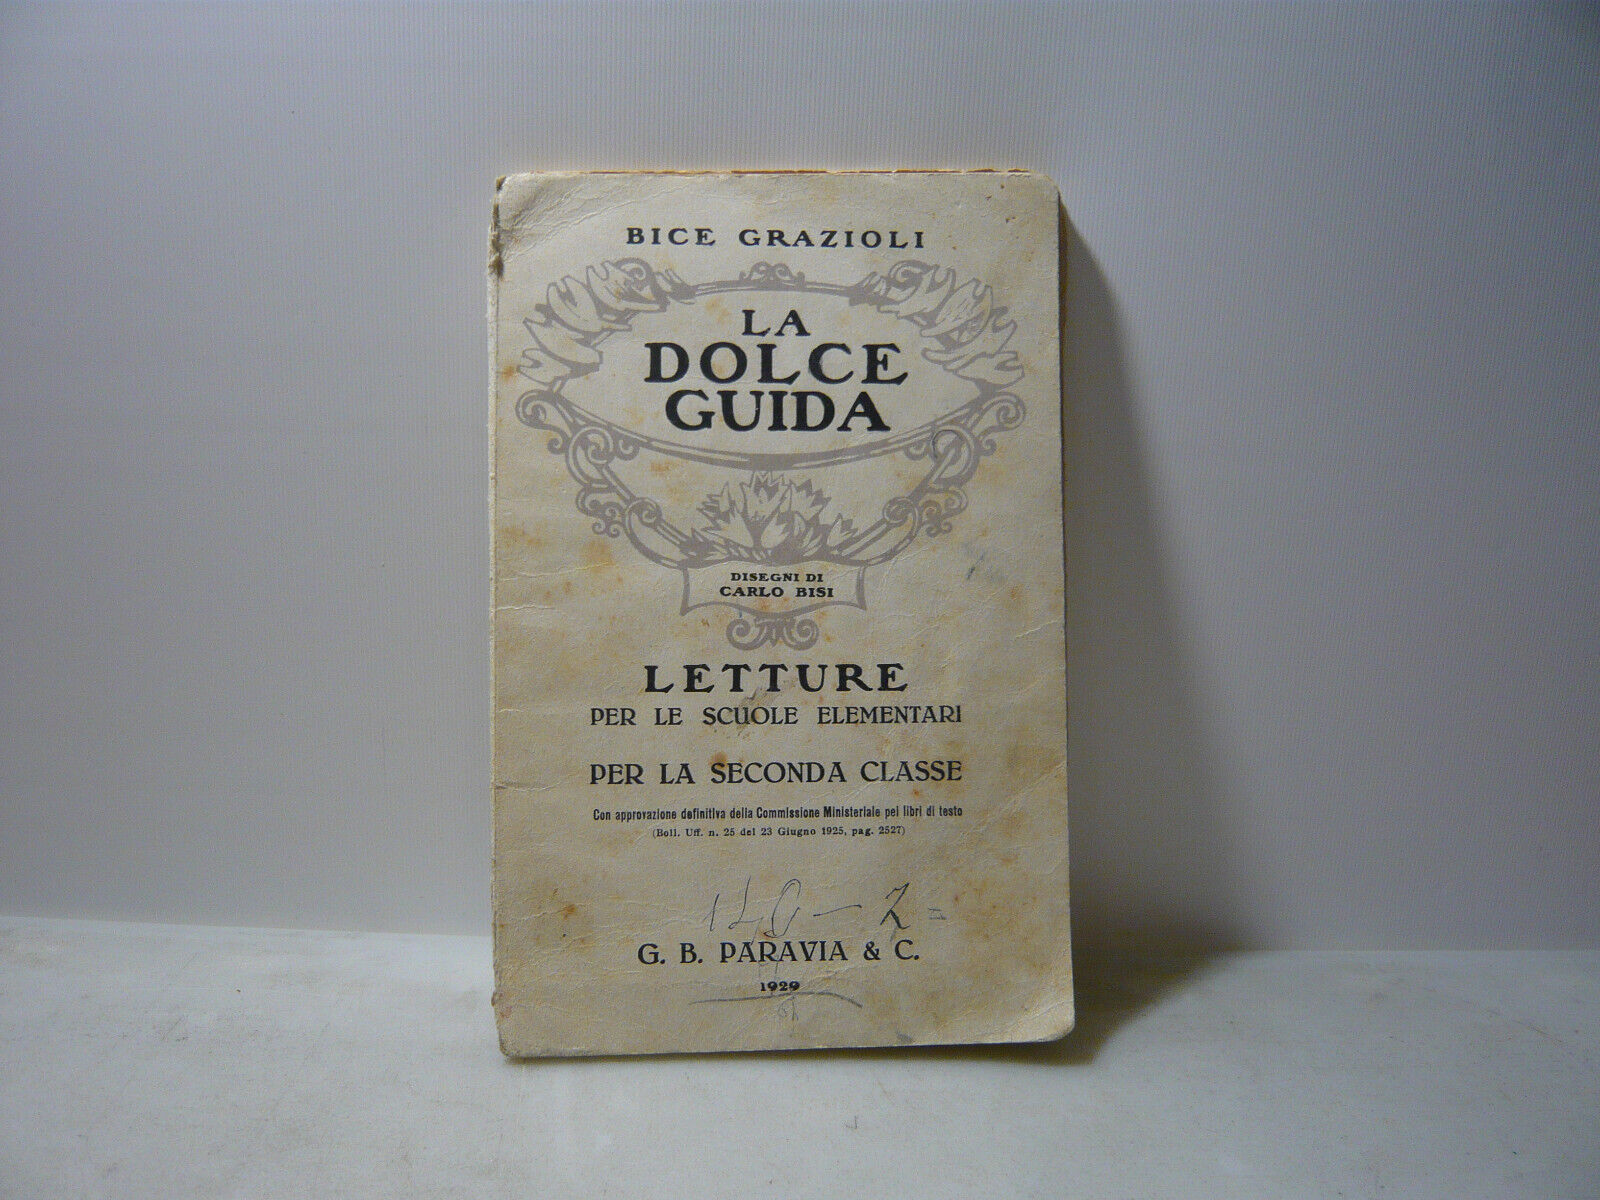 BICE GRAZIOLI
LA
DOLCE
GUIDA
DISEGNI DI
CARLO BISI
LETTURE
PER LE SCUOLE ELEMENTARI
PER LA SECONDA CLASSE
Con approvazione definitiva della Commissione Ministeriale pei libri di testo
(Boll. Uff. n. 25 del 23 Giugno 1925, pag. 2527)
G. B. PARAVIA & C.
1929